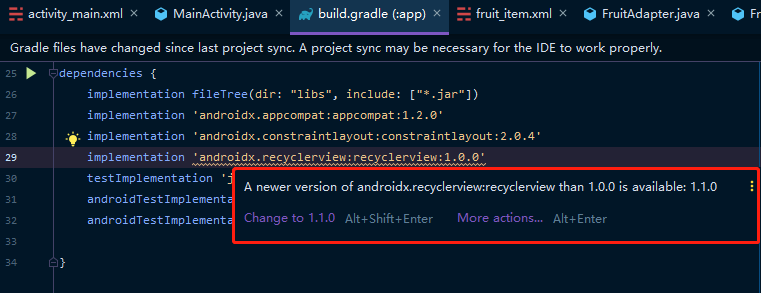 activity_main.xml MainActivity.java build.gradle (:app) fruit_item.xml FruitAdapter.java
Gradle files have changed since last project sync. A project sync may be necessary for the IDE to work properly.
25 dependencies {
26 implementation fileTree(dir: "libs", include: ["*.jar"])
27 implementation 'androidx.appcompat:appcompat:1.2.0'
28 implementation 'androidx.constraintlayout:constraintlayout:2.0.4'
29 implementation 'androidx.recyclerview:recyclerview:1.0.0'
30 testImplementation
A newer version of androidx.recyclerview:recyclerview than 1.0.0 is available: 1.1.0
31 androidTestImplementa
Change to 1.1.0 Alt+Shift+Enter More actions... Alt+Enter
32 androidTestImplementa
33
34 }